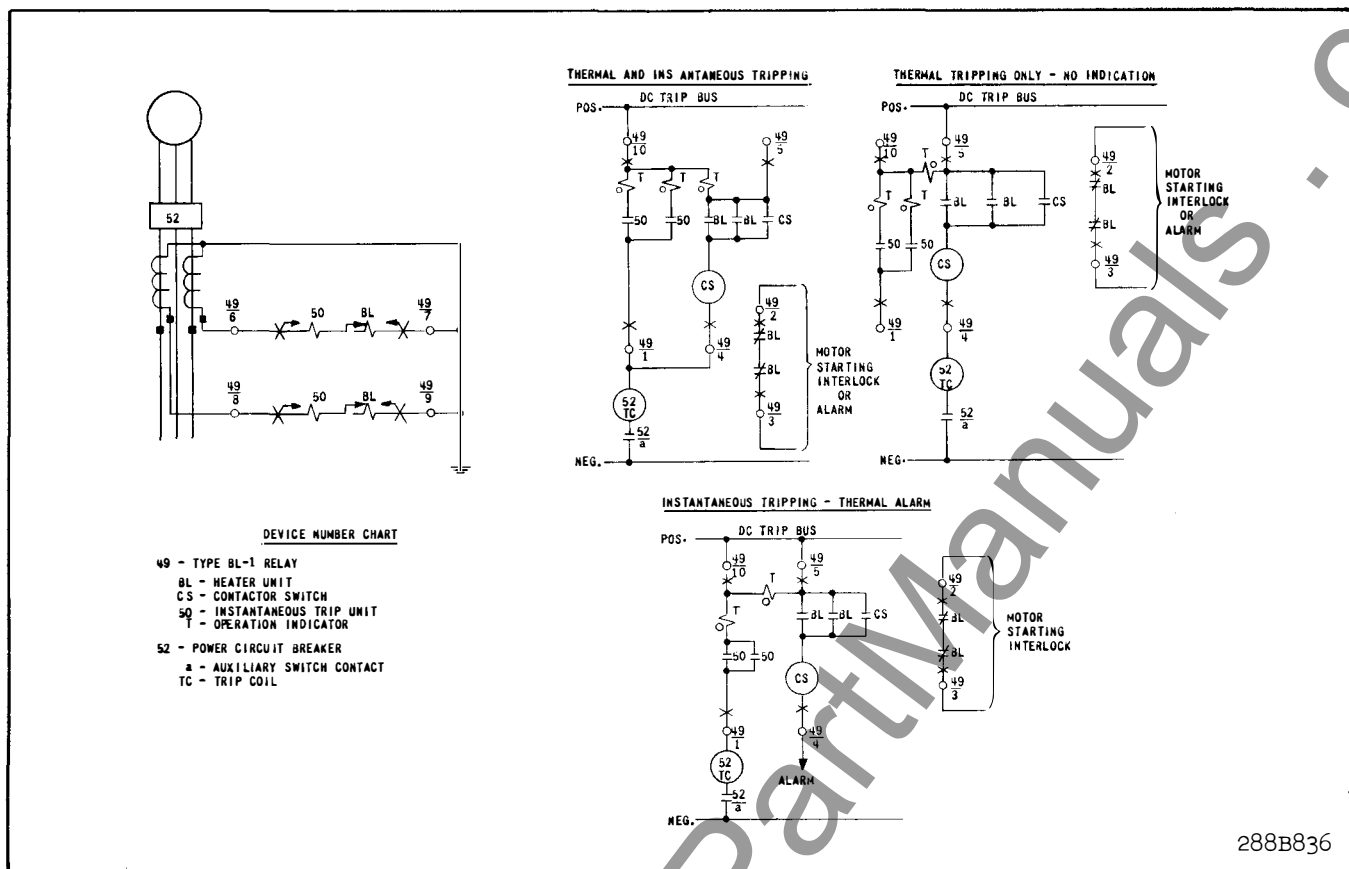 THERMAL AND INS ANTANEOUS TRIPPING
DC TRIP BUS
POS.
49
10
49
5
T
T
T
50
50
BL
BL
CS
CS
49
1
49
4
52
TC
52
a
NEG.
49
2
BL
BL
49
3
MOTOR
STARTING
INTERLOCK
OR
ALARM
THERMAL TRIPPING ONLY - NO INDICATION
DC TRIP BUS
POS.
49
10
T
49
5
T
T
50
50
BL
BL
CS
CS
49
1
49
4
52
TC
52
a
NEG.
49
2
BL
BL
49
3
MOTOR
STARTING
INTERLOCK
OR
ALARM
52
49
6
50
BL
49
7
49
8
50
BL
49
9
INSTANTANEOUS TRIPPING - THERMAL ALARM
DC TRIP BUS
POS.
49
10
T
49
5
T
50
50
BL
BL
CS
CS
49
1
49
4
52
TC
ALARM
52
a
NEG.
49
2
BL
BL
49
3
MOTOR
STARTING
INTERLOCK
DEVICE NUMBER CHART
49 - TYPE BL-1 RELAY
BL - HEATER UNIT
CS - CONTACTOR SWITCH
50 - INSTANTANEOUS TRIP UNIT
T - OPERATION INDICATOR
52 - POWER CIRCUIT BREAKER
a - AUXILIARY SWITCH CONTACT
TC - TRIP COIL
PartManuals . c
288B836